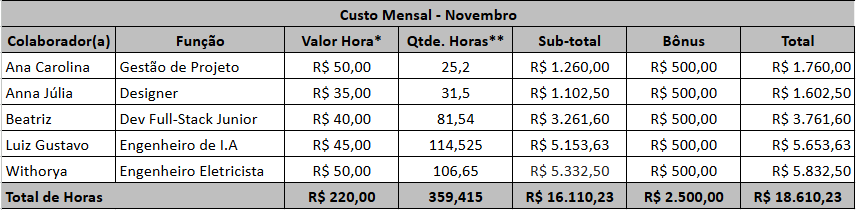 Custo Mensal - Novembro
Colaborador(a) Função Valor Hora* Qtde. Horas** Sub-total Bônus Total
Ana Carolina Gestão de Projeto R$ 50,00 25,2 R$ 1.260,00 R$ 500,00 R$ 1.760,00
Anna Júlia Designer R$ 35,00 31,5 R$ 1.102,50 R$ 500,00 R$ 1.602,50
Beatriz Dev Full-Stack Junior R$ 40,00 81,54 R$ 3.261,60 R$ 500,00 R$ 3.761,60
Luiz Gustavo Engenheiro de I.A R$ 45,00 114,525 R$ 5.153,63 R$ 500,00 R$ 5.653,63
Withorya Engenheiro Eletricista R$ 50,00 106,65 R$ 5.332,50 R$ 500,00 R$ 5.832,50
Total de Horas R$ 220,00 359,415 R$ 16.110,23 R$ 2.500,00 R$ 18.610,23